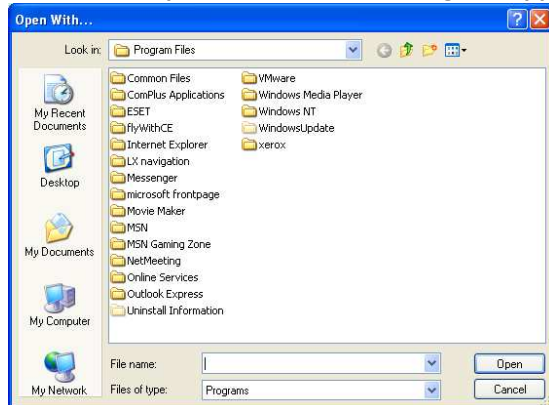 Open With...
Look in: Program Files
My Recent
Documents
Desktop
My Documents
My Computer
My Network
Common Files
ComPlus Applications
ESET
flyWithCE
Internet Explorer
LX navigation
Messenger
microsoft frontpage
Movie Maker
MSN
MSN Gaming Zone
NetMeeting
Online Services
Outlook Express
Uninstall Information
VMware
Windows Media Player
Windows NT
WindowsUpdate
xerox
File name:
Open
Files of type: Programs
Cancel